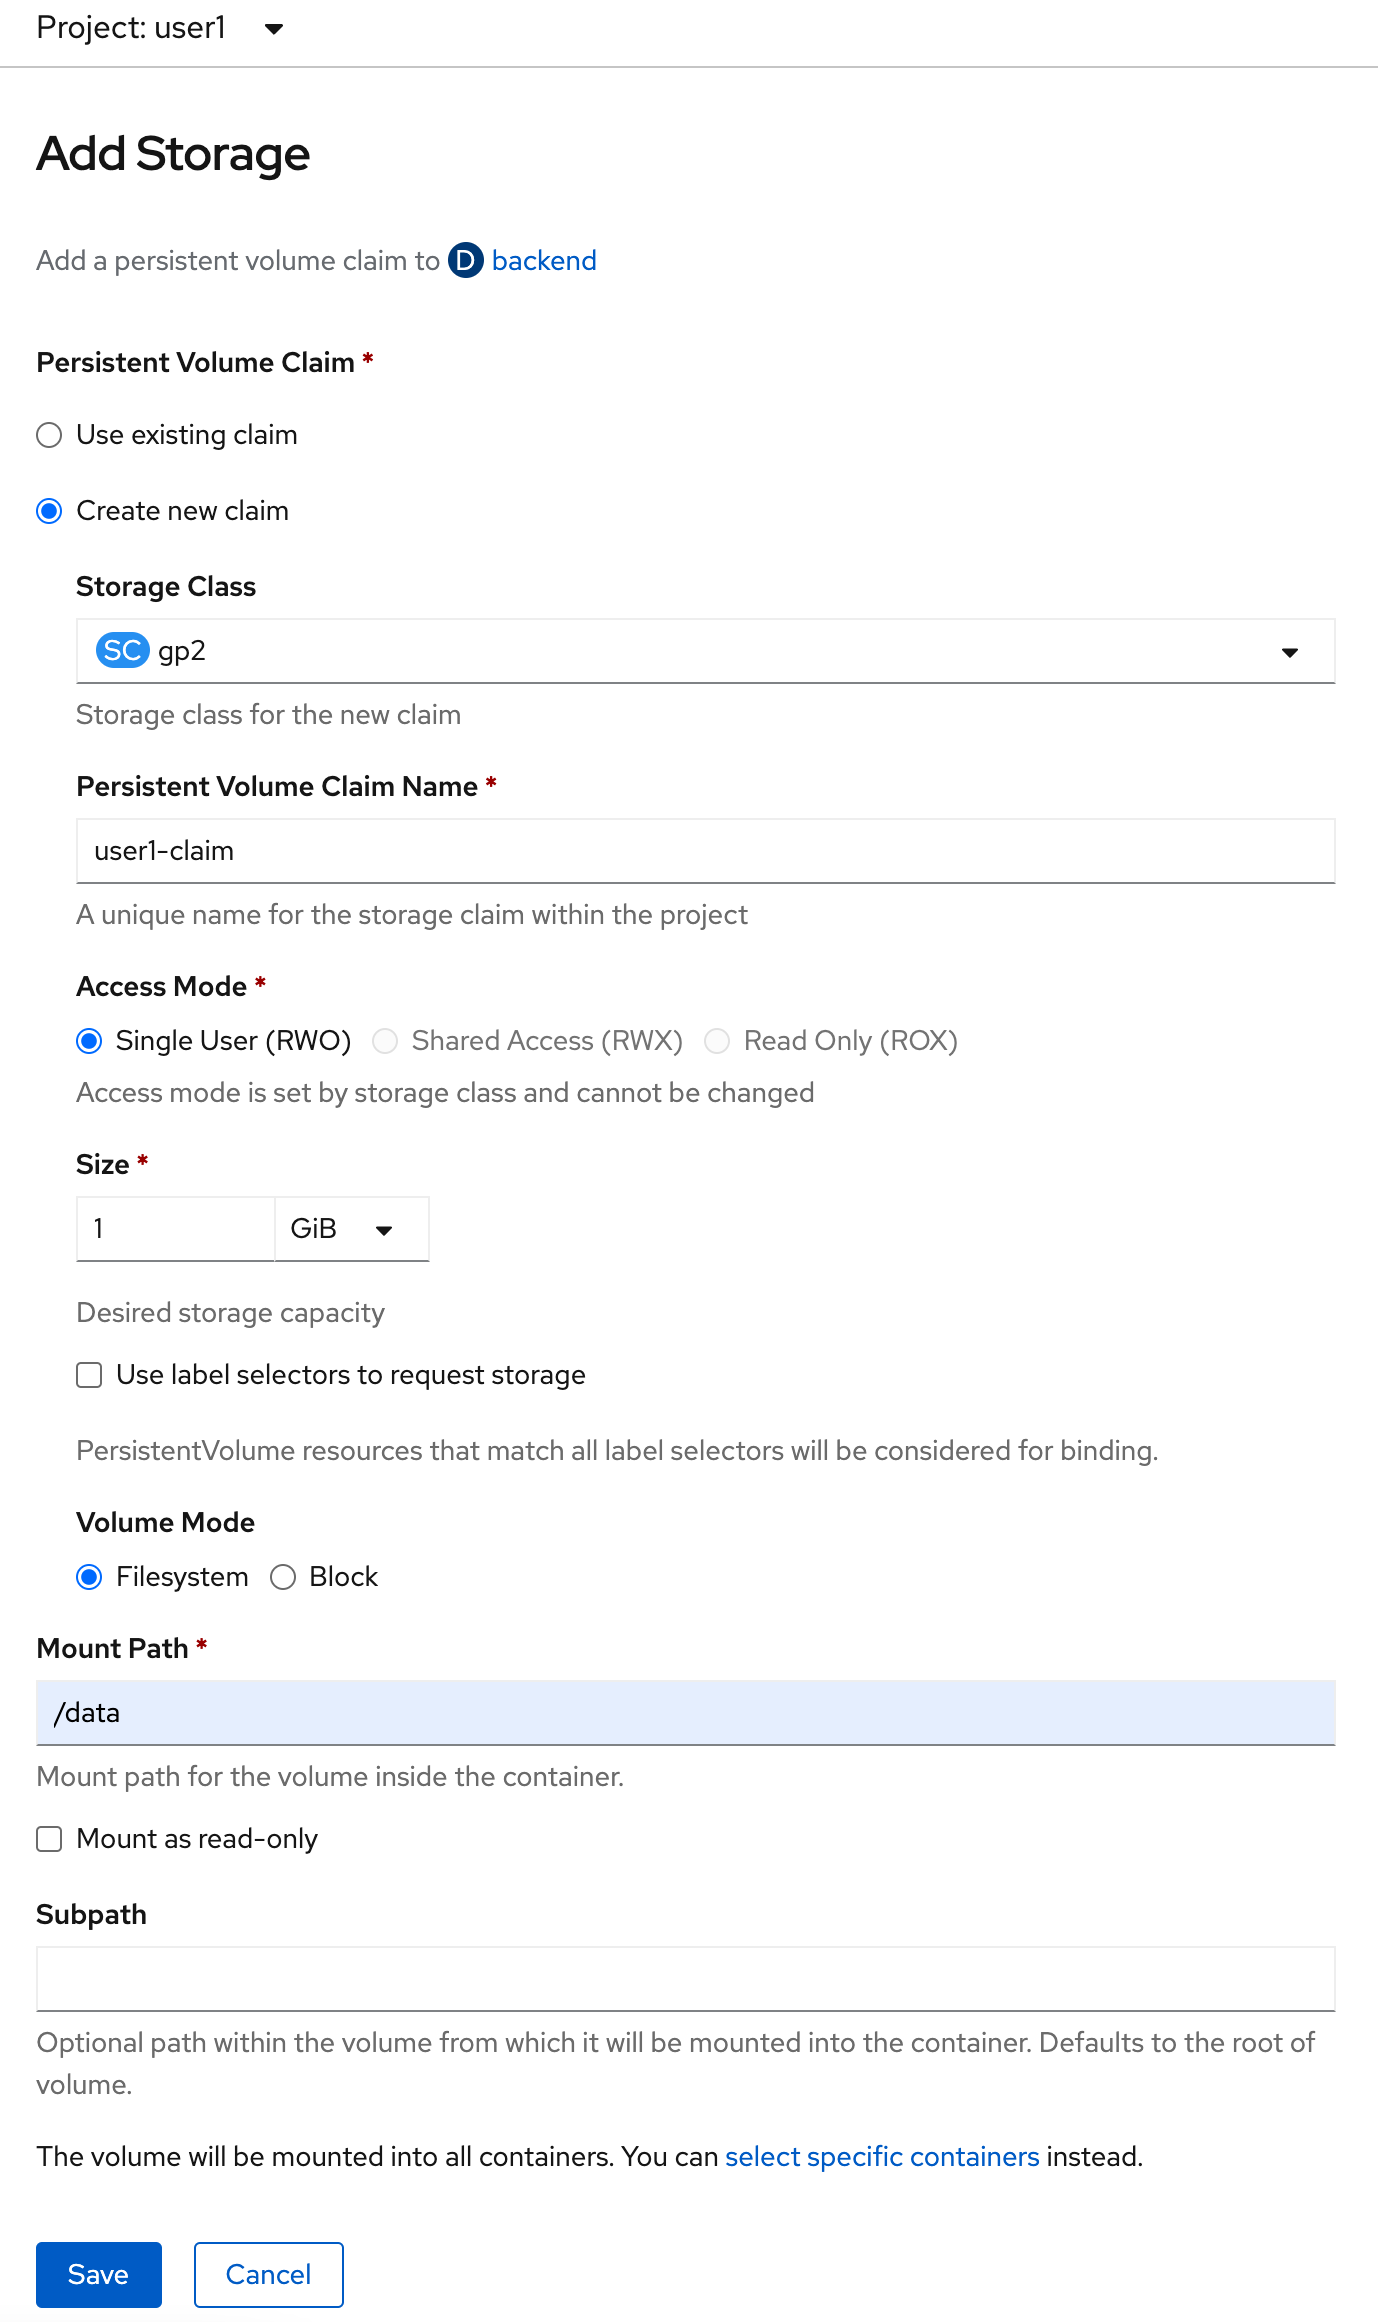 Project: user1
Add Storage
Add a persistent volume claim to D backend
Persistent Volume Claim *
Use existing claim
Create new claim
Storage Class
SC gp2
Storage class for the new claim
Persistent Volume Claim Name *
user1-claim
A unique name for the storage claim within the project
Access Mode *
Single User (RWO) Shared Access (RWX) Read Only (ROX)
Access mode is set by storage class and cannot be changed
Size *
1 GiB
Desired storage capacity
Use label selectors to request storage
PersistentVolume resources that match all label selectors will be considered for binding.
Volume Mode
Filesystem Block
Mount Path *
/data
Mount path for the volume inside the container.
Mount as read-only
Subpath
Optional path within the volume from which it will be mounted into the container. Defaults to the root of
volume.
The volume will be mounted into all containers. You can select specific containers instead.
Save Cancel